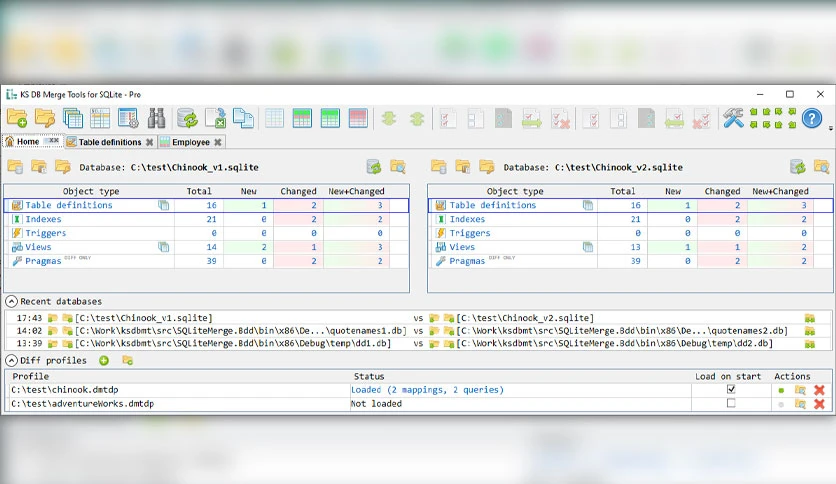 KS DB Merge Tools for SQLite - Pro
Home Table definitions Employee
Database: C:\test\Chinook_v1.sqlite Database: C:\test\Chinook_v2.sqlite
Object type Total New Changed New+Changed Object type Total New Changed New+Changed
Table definitions 16 1 2 3 Table definitions 16 1 2 3
Indexes 21 0 2 2 Indexes 21 0 2 2
Triggers 0 0 0 0 Triggers 0 0 0 0
Views 14 2 1 3 Views 13 1 1 2
Pragmas DIFF ONLY 39 0 2 2 Pragmas DIFF ONLY 39 0 2 2
Recent databases
17:43 [C:\test\Chinook_v1.sqlite] vs [C:\test\Chinook_v2.sqlite]
14:02 [C:\Work\ksdbmt\src\SQLiteMerge.8dd\bin\x86\De...\quotenames1.db] vs [C:\Work\ksdbmt\src\SQLiteMerge.8dd\bin\x86\De...\quotenames2.db]
13:39 [C:\Work\ksdbmt\src\SQLiteMerge.8dd\bin\x86\Debug\temp\dd1.db] vs [C:\Work\ksdbmt\src\SQLiteMerge.8dd\bin\x86\Debug\temp\dd2.db]
Diff profiles
Profile Status Load on start Actions
C:\test\chinook.dmtdp Loaded (2 mappings, 2 queries)
C:\test\adventureWorks.dmtdp Not loaded